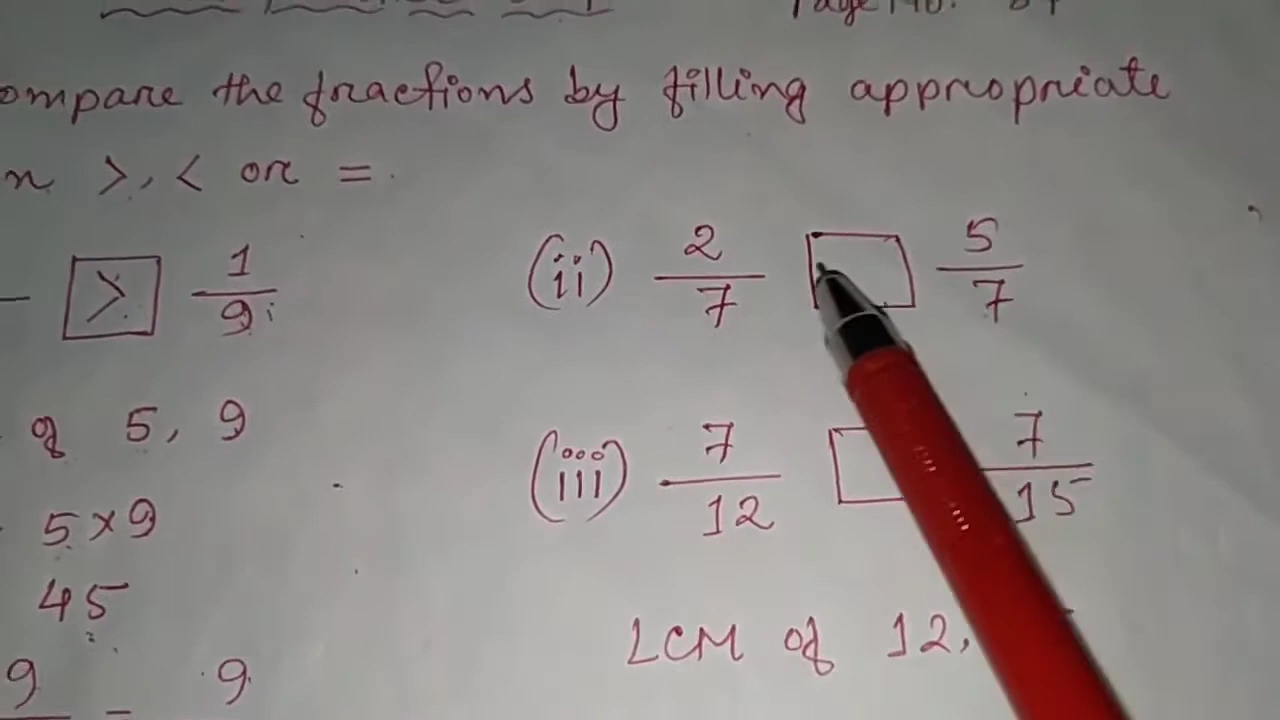 Page No. 64
ompare the fractions by filling appropriate
n >, < or =.
> 1/9 (ii) 2/7 □ 5/7
of 5, 9 (iii) 7/12 □ 7/15
5×9
45 LCM of 12,
9 9